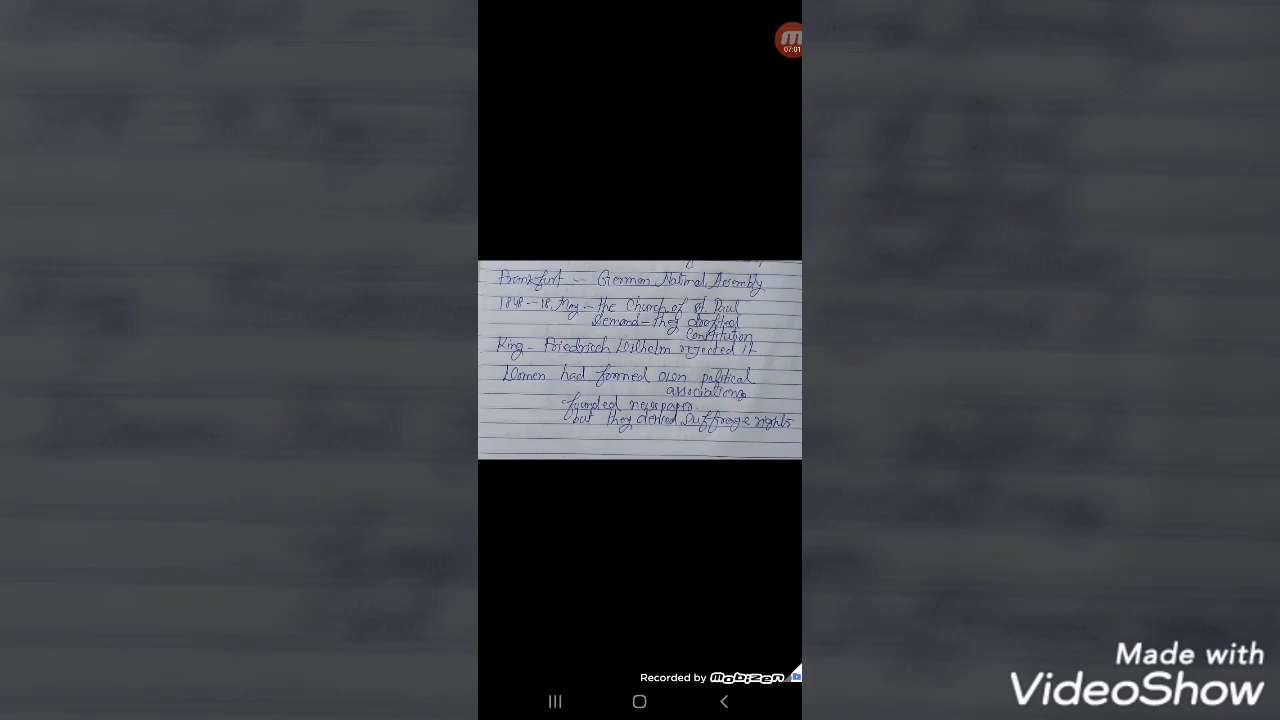 07:01
Frankfurt - German National Assembly
1848 - 18 May - the Church of St. Paul
Demand - they drafted
Constitution
King - Friedrich Wilhelm rejected it
Women had formed own political
associations
founded newspaper.
but they denied Suffrage rights
Recorded by mobizen
Made with
VideoShow